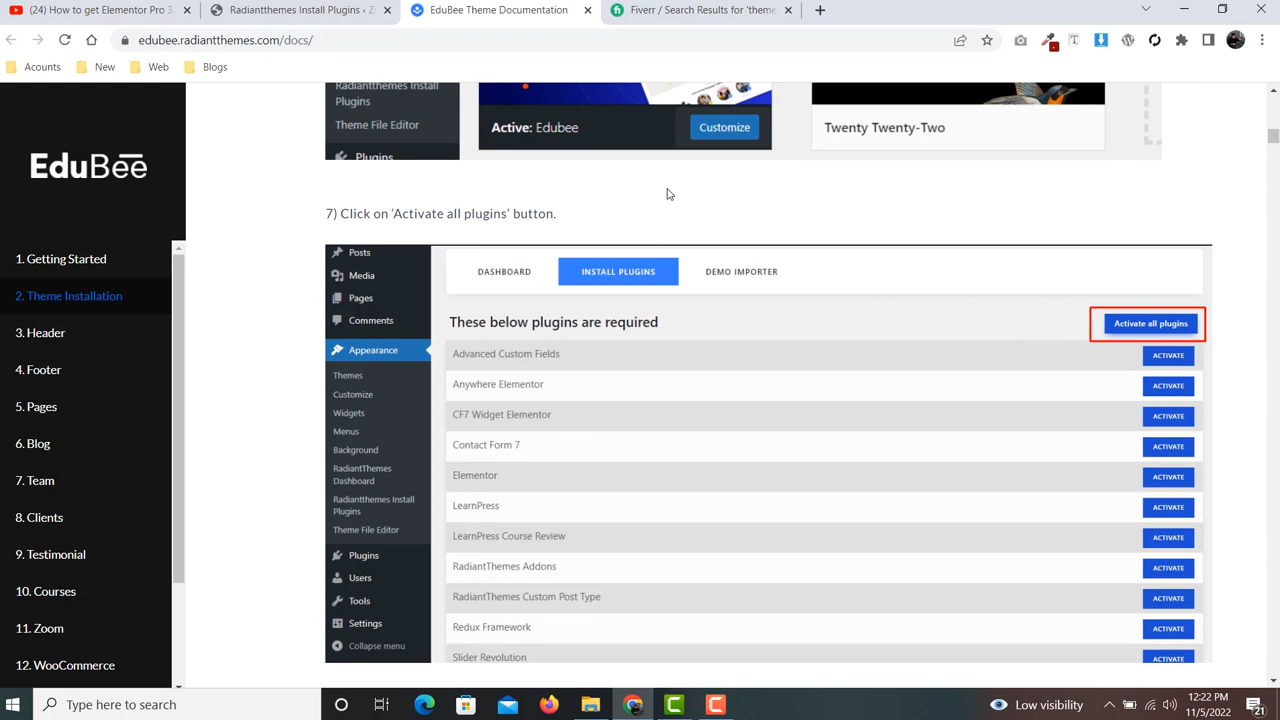 (24) How to get Elementor Pro 3.
Radiantthemes Install Plugins ‹ Z
EduBee Theme Documentation
Fiverr / Search Results for 'theme
edubee.radiantthemes.com/docs/
Acounts
New
Web
Blogs
Radiantthemes Install
Plugins
Theme File Editor
Plugins
Active: Edubee
Customize
Twenty Twenty-Two
EduBee
1. Getting Started
2. Theme Installation
3. Header
4. Footer
5. Pages
6. Blog
7. Team
8. Clients
9. Testimonial
10. Courses
11. Zoom
12. WooCommerce
7) Click on ‘Activate all plugins’ button.
Posts
Media
Pages
Comments
Appearance
Themes
Customize
Widgets
Menus
Background
RadiantThemes
Dashboard
Radiantthemes Install
Plugins
Theme File Editor
Plugins
Users
Tools
Settings
Collapse menu
DASHBOARD
INSTALL PLUGINS
DEMO IMPORTER
These below plugins are required
Activate all plugins
Advanced Custom Fields ACTIVATE
Anywhere Elementor ACTIVATE
CF7 Widget Elementor ACTIVATE
Contact Form 7 ACTIVATE
Elementor ACTIVATE
LearnPress ACTIVATE
LearnPress Course Review ACTIVATE
RadiantThemes Addons ACTIVATE
RadiantThemes Custom Post Type ACTIVATE
Redux Framework ACTIVATE
Slider Revolution ACTIVATE
Type here to search
Low visibility
12:22 PM
11/5/2022
21